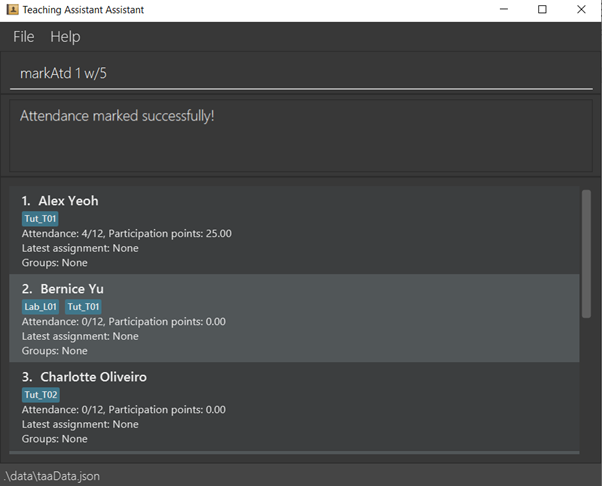 Teaching Assistant Assistant
File Help
markAtd 1 w/5
Attendance marked successfully!
1. Alex Yeoh
Tut_T01
Attendance: 4/12, Participation points: 25.00
Latest assignment: None
Groups: None
2. Bernice Yu
Lab_L01 Tut_T01
Attendance: 0/12, Participation points: 0.00
Latest assignment: None
Groups: None
3. Charlotte Oliveiro
Tut_T02
Attendance: 0/12, Participation points: 0.00
Latest assignment: None
Groups: None
.\data\taaData.json